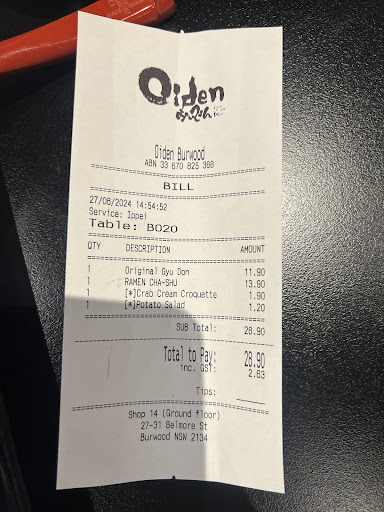 Oiden
Oiden Burwood
ABN 33 670 825 368
BILL
27/06/2024 14:54:52
Service: Ippei
Table: B020
QTY DESCRIPTION AMOUNT
1 Original Gyu Don 11.90
1 RAMEN CHA-SHU 13.90
1 [*]Crab Cream Croquette 1.90
1 [*]Potato Salad 1.20
SUB Total: 28.90
Total to Pay: 28.90
inc. GST: 2.63
Tips:
Shop 14 (Ground floor)
27-31 Belmore St
Burwood NSW 2134